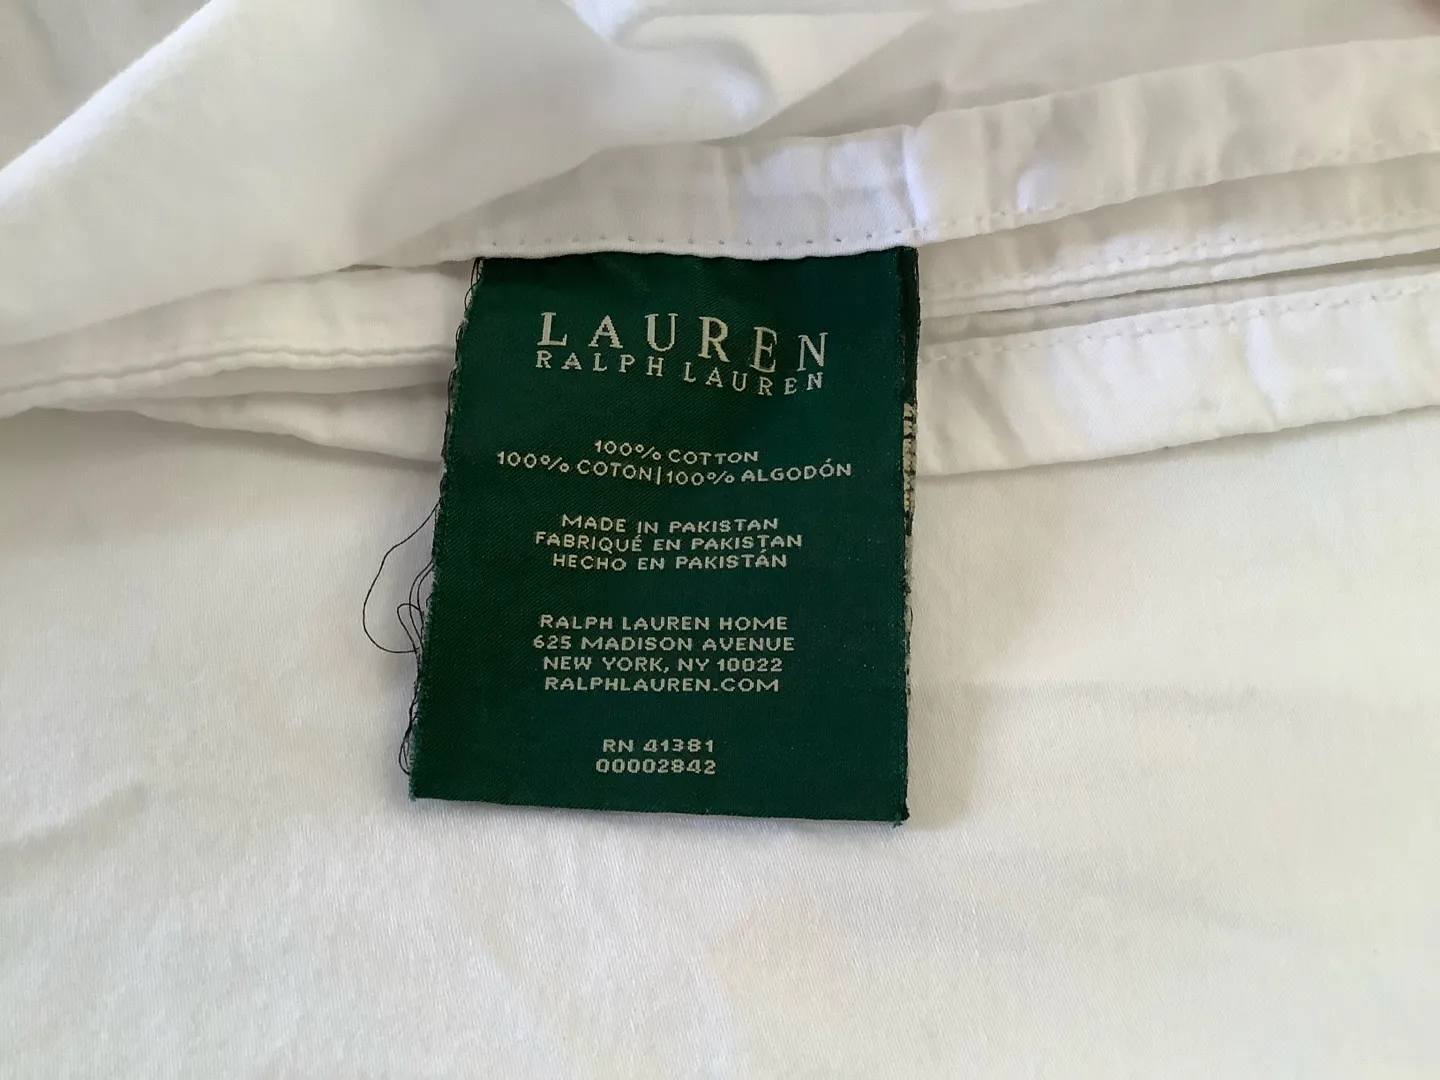 LAUREN
RALPH LAUREN
100% COTTON
100% COTON|100% ALGODÓN
MADE IN PAKISTAN
FABRIQUÉ EN PAKISTAN
HECHO EN PAKISTÁN
RALPH LAUREN HOME
625 MADISON AVENUE
NEW YORK, NY 10022
RALPHLAUREN.COM
RN 41381
00002842